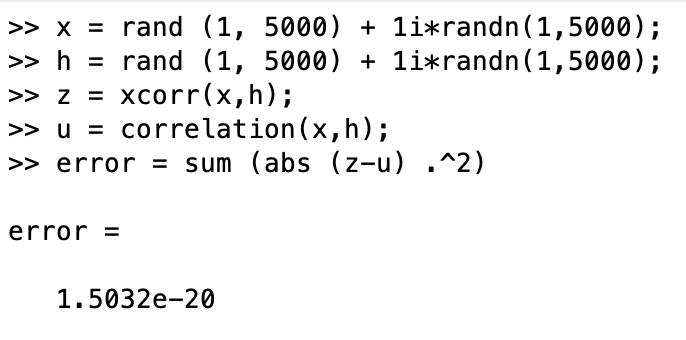 >> x = rand (1, 5000) + 1i*randn(1,5000);
>> h = rand (1, 5000) + 1i*randn(1,5000);
>> z = xcorr(x,h);
>> u = correlation(x,h);
>> error = sum (abs (z-u) .^2)
error =
1.5032e-20